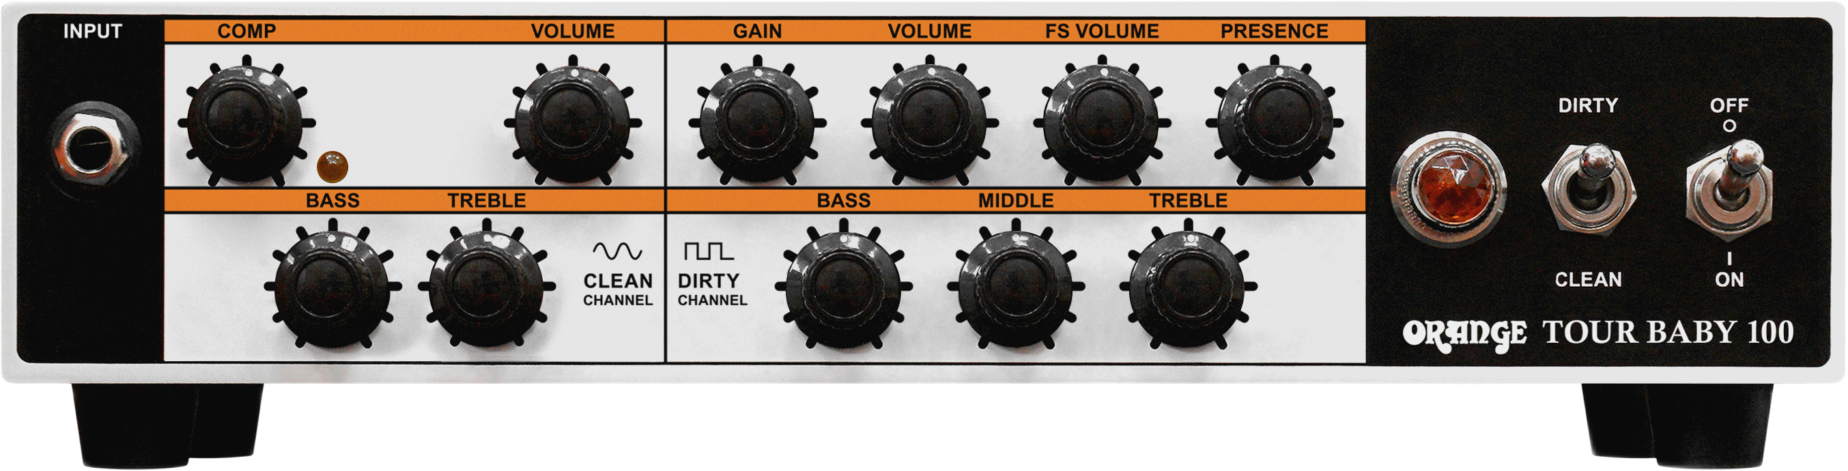 INPUT
COMP VOLUME
GAIN VOLUME FS VOLUME PRESENCE
BASS TREBLE
CLEAN
CHANNEL
BASS MIDDLE TREBLE
DIRTY
CHANNEL
DIRTY
CLEAN
OFF
O
I
ON
ORANGE TOUR BABY 100